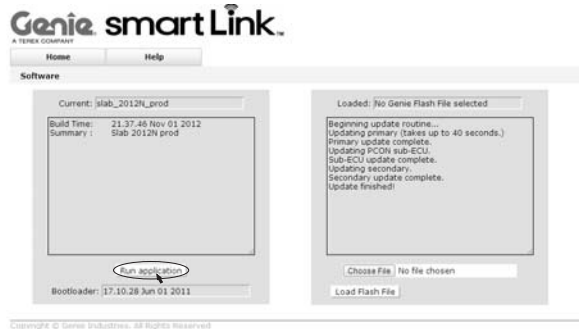 Genie. smartLink™
A TEREX COMPANY
Home Help
Software
Current: slab_2012N_prod
Build Time: 21.37.46 Nov 01 2012
Summary : Slab 2012N prod
Run application
Bootloader: 17.10.28 Jun 01 2011
Loaded: No Genie Flash File selected
Beginning update routine...
Updating primary (takes up to 40 seconds.)
Primary update complete.
Updating PCON sub-ECU.
Sub-ECU update complete.
Updating secondary.
Secondary update complete.
Update finished!
Choose File No file chosen
Load Flash File
Copyright © Genie Industries. All Rights Reserved